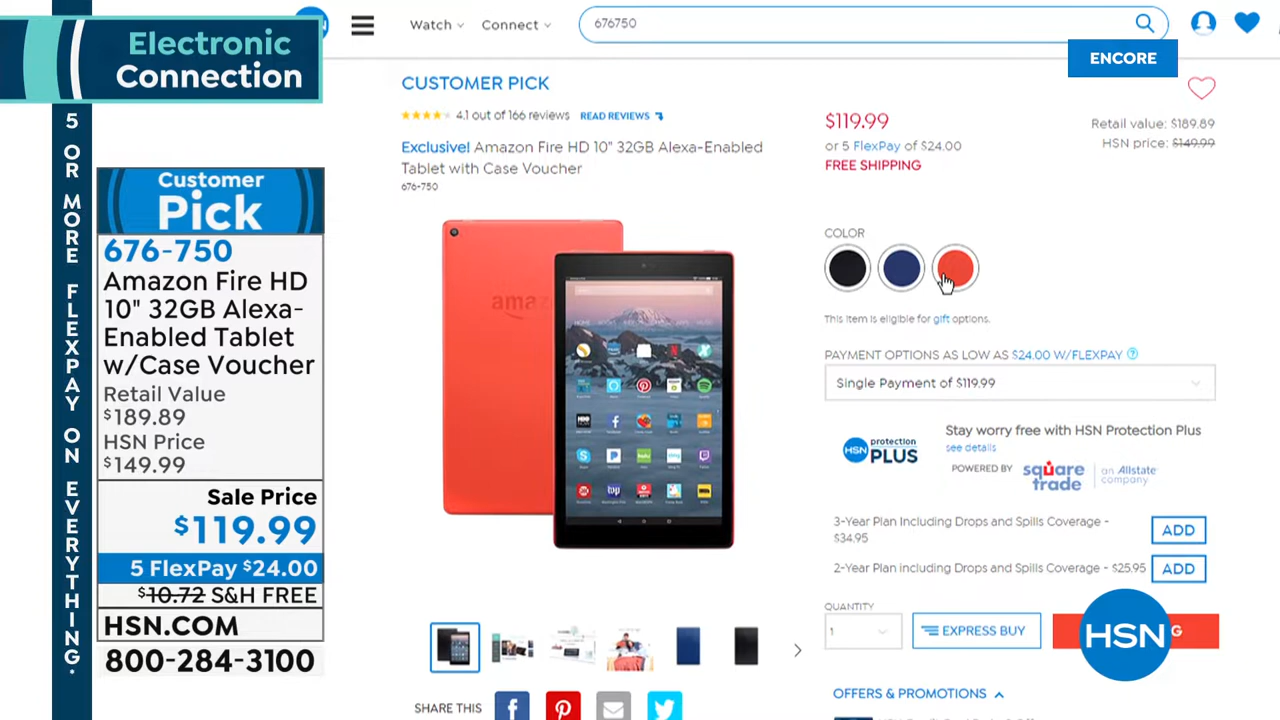 Electronic
Connection
5 OR MORE FLEXPAY ON EVERYTHING.
Customer
Pick
676-750
Amazon Fire HD
10" 32GB Alexa-
Enabled Tablet
w/Case Voucher
Retail Value
$189.89
HSN Price
$149.99
Sale Price
$119.99
5 FlexPay $24.00
$10.72 S&H FREE
HSN.COM
800-284-3100
Watch
Connect
676750
ENCORE
CUSTOMER PICK
4.1 out of 166 reviews READ REVIEWS
Exclusive! Amazon Fire HD 10" 32GB Alexa-Enabled
Tablet with Case Voucher
676-750
amaz
$119.99
or 5 FlexPay of $24.00
FREE SHIPPING
Retail value: $189.89
HSN price: $149.99
COLOR
This item is eligible for gift options.
PAYMENT OPTIONS AS LOW AS $24.00 W/FLEXPAY ?
Single Payment of $119.99
HSN protection
PLUS
Stay worry free with HSN Protection Plus
see details
POWERED BY square
trade
an Allstate
company
3-Year Plan Including Drops and Spills Coverage -
$34.95
ADD
2-Year Plan including Drops and Spills Coverage - $25.95
ADD
QUANTITY
1
EXPRESS BUY
HSN
G
SHARE THIS
OFFERS & PROMOTIONS